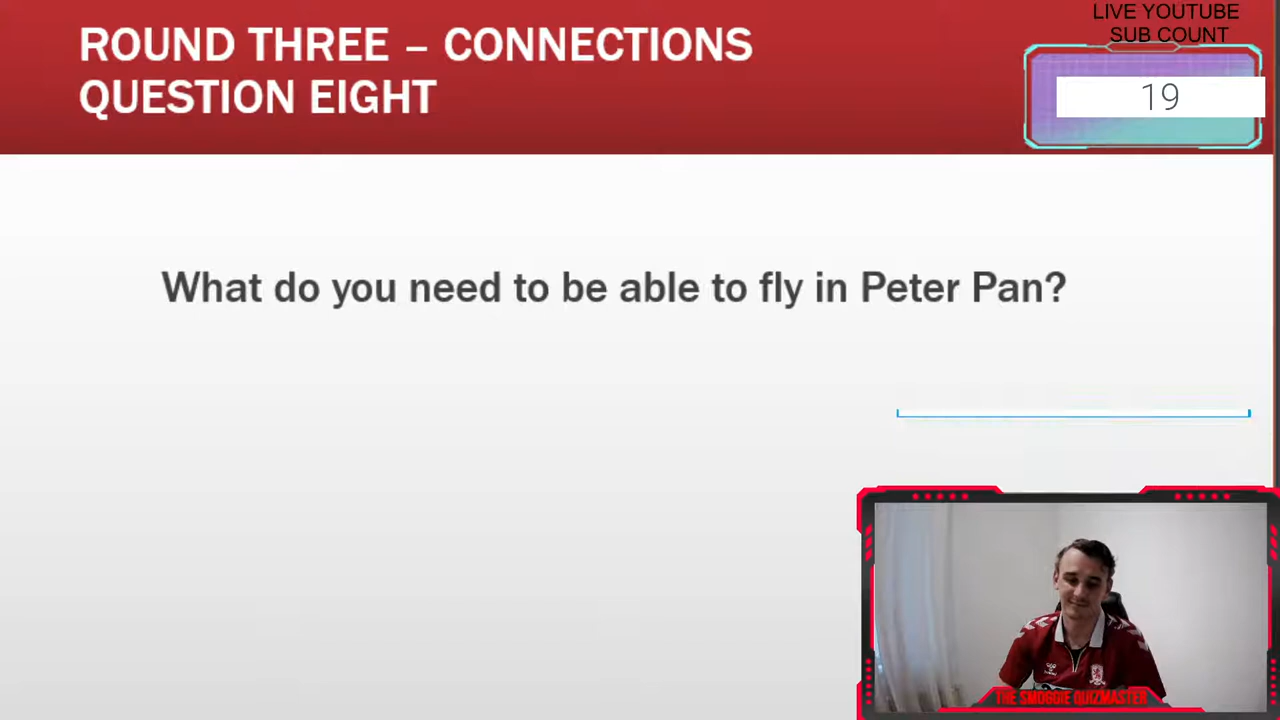 ROUND THREE – CONNECTIONS
QUESTION EIGHT
LIVE YOUTUBE
SUB COUNT
19
What do you need to be able to fly in Peter Pan?
THE SMOGGIE QUIZMASTER